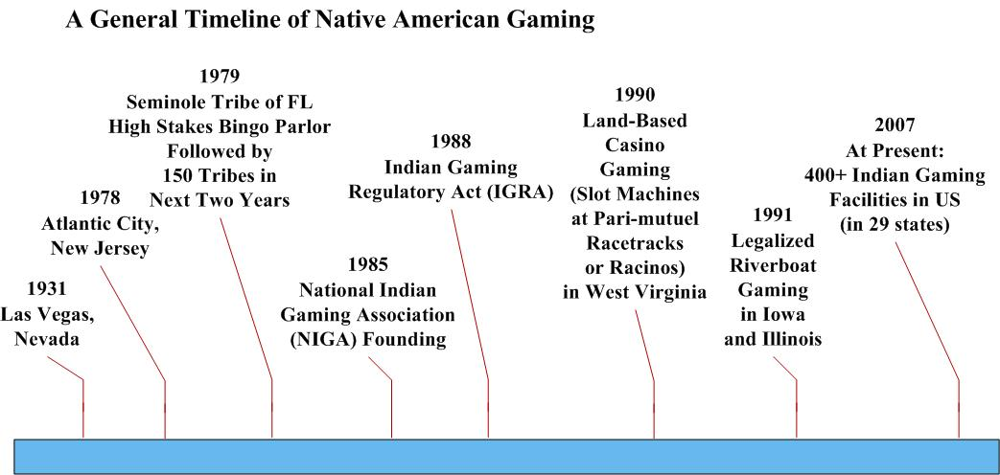 A General Timeline of Native American Gaming
1931
Las Vegas,
Nevada
1978
Atlantic City,
New Jersey
1979
Seminole Tribe of FL
High Stakes Bingo Parlor
Followed by
150 Tribes in
Next Two Years
1985
National Indian
Gaming Association
(NIGA) Founding
1988
Indian Gaming
Regulatory Act (IGRA)
1990
Land-Based
Casino
Gaming
(Slot Machines
at Pari-mutuel
Racetracks
or Racinos)
in West Virginia
1991
Legalized
Riverboat
Gaming
in Iowa
and Illinois
2007
At Present:
400+ Indian Gaming
Facilities in US
(in 29 states)